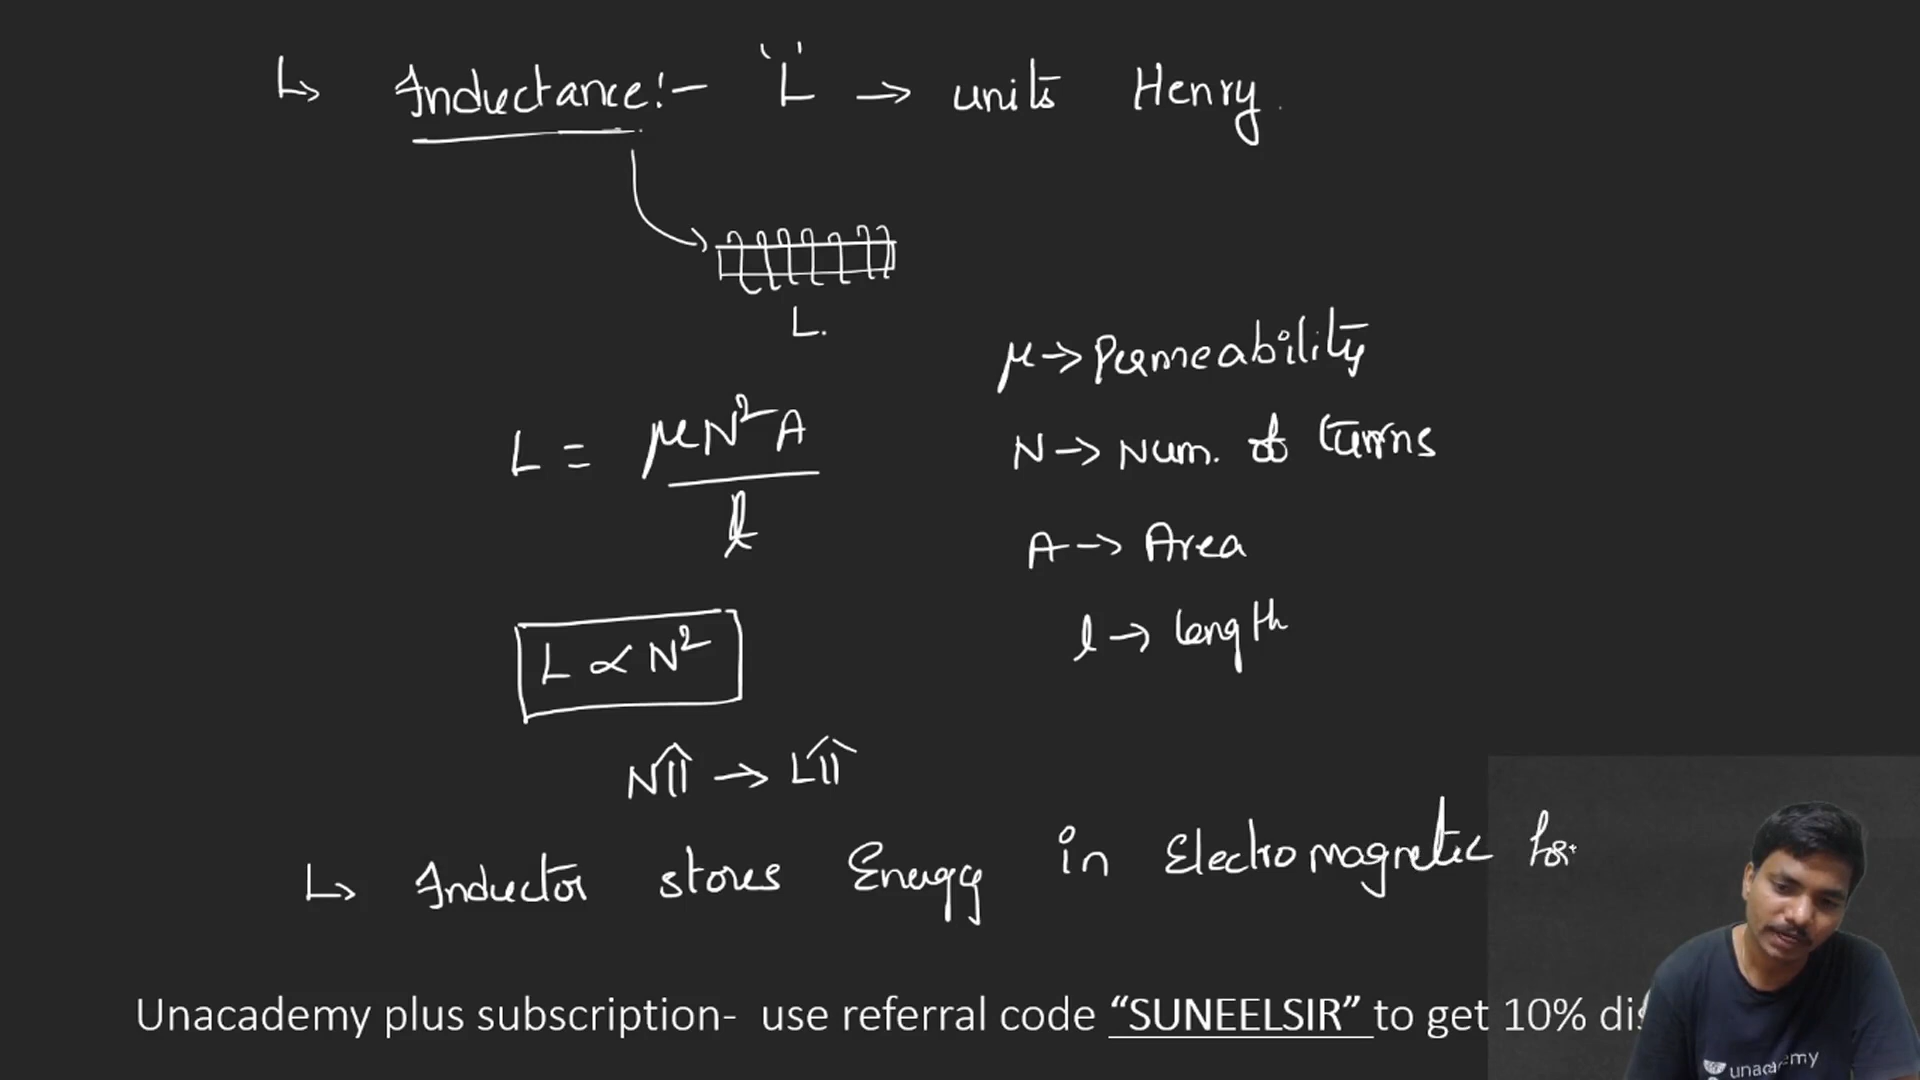 ↳ Inductance:- 'L' → units Henry.
L.
μ → Permeability
L = μN²A / l
N → Num. of turns
A → Area
l → length
L ∝ N²
N⇑ → L⇑
↳ Inductor stores Energy in Electromagnetic for
Unacademy plus subscription- use referral code “SUNEELSIR” to get 10% dis
unacademy